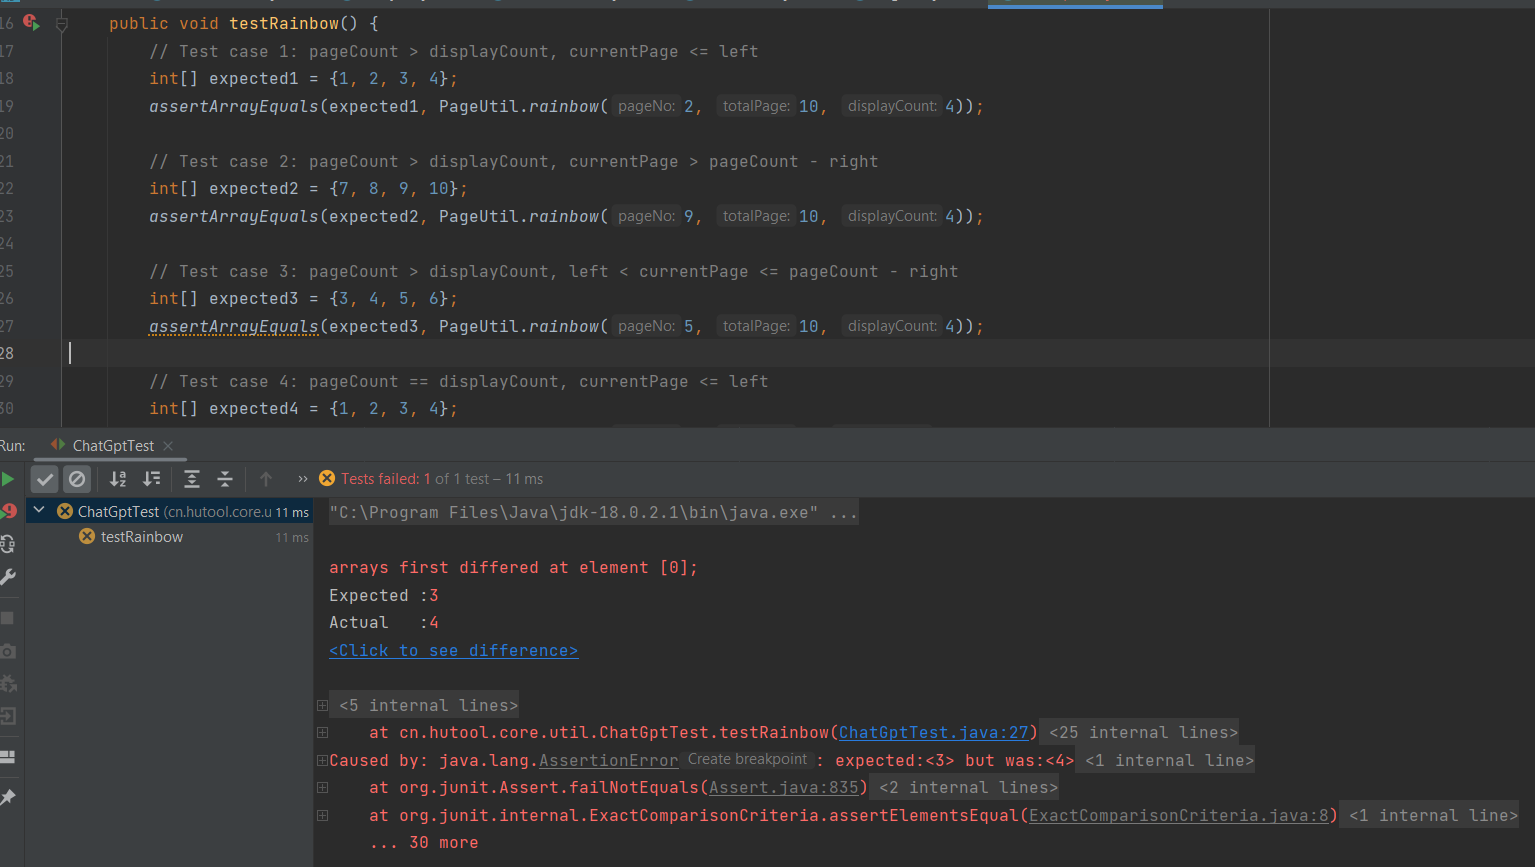 16 public void testRainbow() {
17 // Test case 1: pageCount > displayCount, currentPage <= left
18 int[] expected1 = {1, 2, 3, 4};
19 assertArrayEquals(expected1, PageUtil.rainbow( pageNo: 2, totalPage: 10, displayCount: 4));
20
21 // Test case 2: pageCount > displayCount, currentPage > pageCount - right
22 int[] expected2 = {7, 8, 9, 10};
23 assertArrayEquals(expected2, PageUtil.rainbow( pageNo: 9, totalPage: 10, displayCount: 4));
24
25 // Test case 3: pageCount > displayCount, left < currentPage <= pageCount - right
26 int[] expected3 = {3, 4, 5, 6};
27 assertArrayEquals(expected3, PageUtil.rainbow( pageNo: 5, totalPage: 10, displayCount: 4));
28
29 // Test case 4: pageCount == displayCount, currentPage <= left
30 int[] expected4 = {1, 2, 3, 4};
Run: ChatGptTest
Tests failed: 1 of 1 test – 11 ms
ChatGptTest (cn.hutool.core.u 11 ms
testRainbow 11 ms
"C:\Program Files\Java\jdk-18.0.2.1\bin\java.exe" ...
arrays first differed at element [0];
Expected :3
Actual :4
<Click to see difference>
<5 internal lines>
at cn.hutool.core.util.ChatGptTest.testRainbow(ChatGptTest.java:27) <25 internal lines>
Caused by: java.lang.AssertionError Create breakpoint : expected:<3> but was:<4> <1 internal line>
at org.junit.Assert.failNotEquals(Assert.java:835) <2 internal lines>
at org.junit.internal.ExactComparisonCriteria.assertElementsEqual(ExactComparisonCriteria.java:8) <1 internal line>
... 30 more